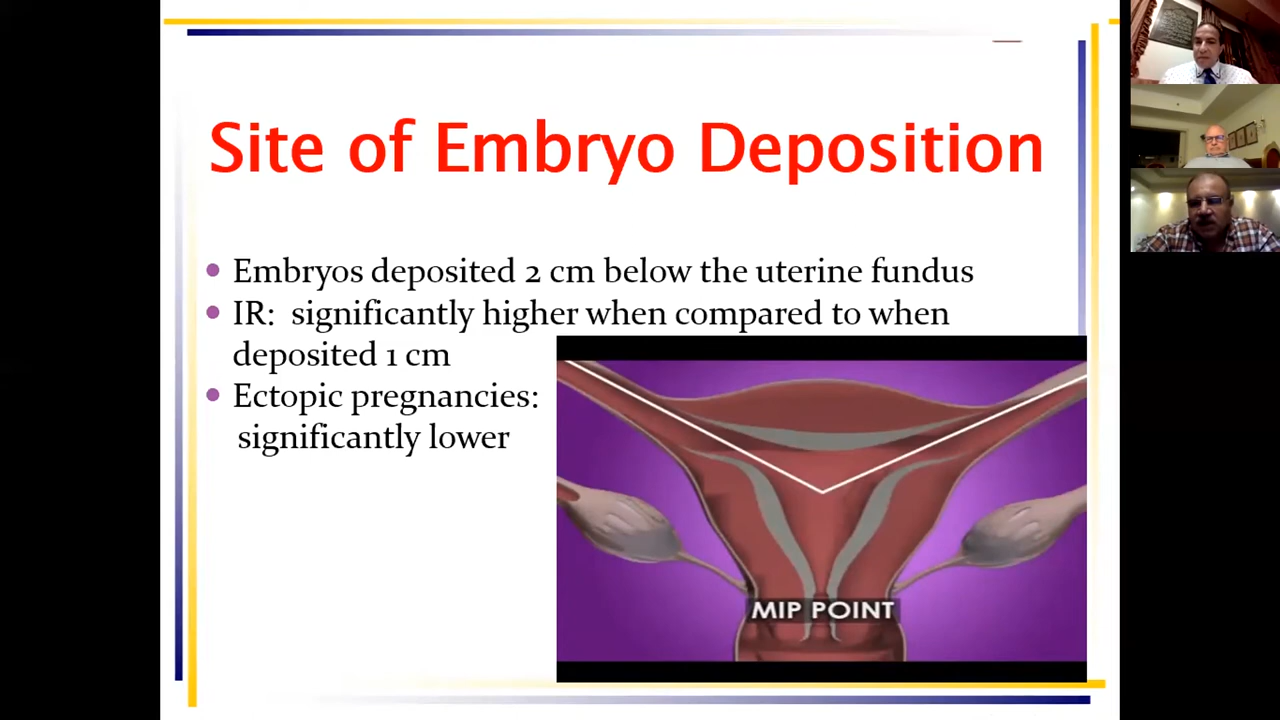 Site of Embryo Deposition
Embryos deposited 2 cm below the uterine fundus
IR: significantly higher when compared to when
deposited 1 cm
Ectopic pregnancies:
significantly lower
MIP POINT